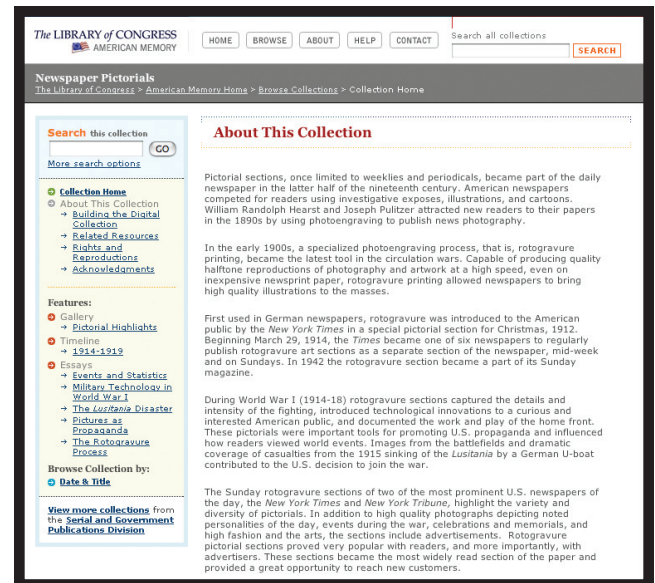 The LIBRARY of CONGRESS
AMERICAN MEMORY
HOME BROWSE ABOUT HELP CONTACT
Search all collections
SEARCH
Newspaper Pictorials
The Library of Congress > American Memory Home > Browse Collections > Collection Home
Search this collection
GO
More search options
Collection Home
About This Collection
→ Building the Digital
Collection
→ Related Resources
→ Rights and
Reproductions
→ Acknowledgments
Features:
Gallery
→ Pictorial Highlights
Timeline
→ 1914-1919
Essays
→ Events and Statistics
→ Military Technology in
World War I
→ The Lusitania Disaster
→ Pictures as
Propaganda
→ The Rotogravure
Process
Browse Collection by:
Date & Title
View more collections from
the Serial and Government
Publications Division
About This Collection
Pictorial sections, once limited to weeklies and periodicals, became part of the daily
newspaper in the latter half of the nineteenth century. American newspapers
competed for readers using investigative exposes, illustrations, and cartoons.
William Randolph Hearst and Joseph Pulitzer attracted new readers to their papers
in the 1890s by using photoengraving to publish news photography.
In the early 1900s, a specialized photoengraving process, that is, rotogravure
printing, became the latest tool in the circulation wars. Capable of producing quality
halftone reproductions of photography and artwork at a high speed, even on
inexpensive newsprint paper, rotogravure printing allowed newspapers to bring
high quality illustrations to the masses.
First used in German newspapers, rotogravure was introduced to the American
public by the New York Times in a special pictorial section for Christmas, 1912.
Beginning March 29, 1914, the Times became one of six newspapers to regularly
publish rotogravure art sections as a separate section of the newspaper, mid-week
and on Sundays. In 1942 the rotogravure section became a part of its Sunday
magazine.
During World War I (1914-18) rotogravure sections captured the details and
intensity of the fighting, introduced technological innovations to a curious and
interested American public, and documented the work and play of the home front.
These pictorials were important tools for promoting U.S. propaganda and influenced
how readers viewed world events. Images from the battlefields and dramatic
coverage of casualties from the 1915 sinking of the Lusitania by a German U-boat
contributed to the U.S. decision to join the war.
The Sunday rotogravure sections of two of the most prominent U.S. newspapers of
the day, the New York Times and New York Tribune, highlight the variety and
diversity of pictorials. In addition to high quality photographs depicting noted
personalities of the day, events during the war, celebrations and memorials, and
high fashion and the arts, the sections include advertisements. Rotogravure
pictorial sections proved very popular with readers, and more importantly, with
advertisers. These sections became the most widely read section of the paper and
provided a great opportunity to reach new customers.